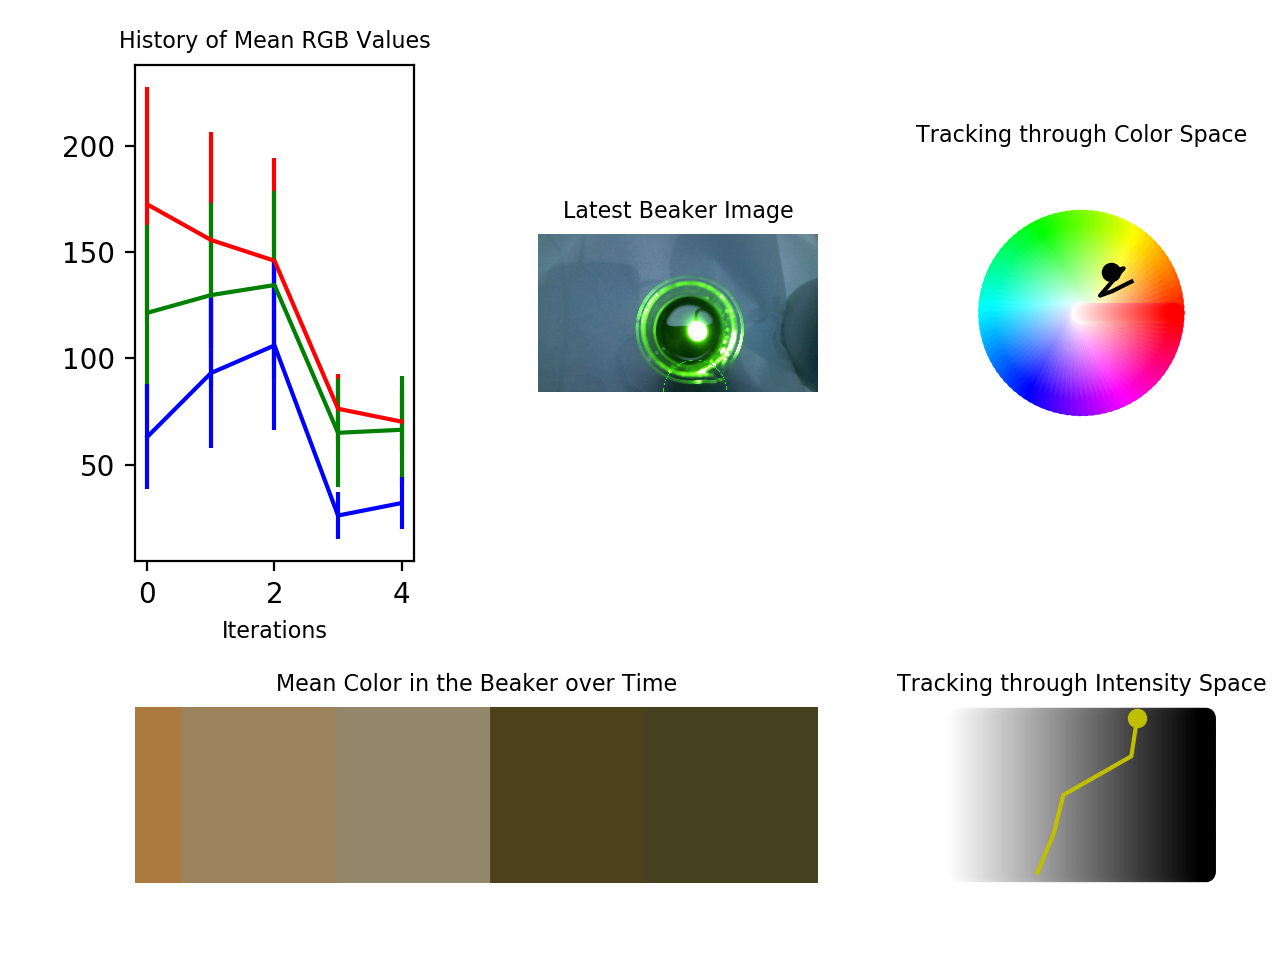 History of Mean RGB Values
200
150
100
50
0 2 4
Iterations
Latest Beaker Image
Tracking through Color Space
Mean Color in the Beaker over Time
Tracking through Intensity Space